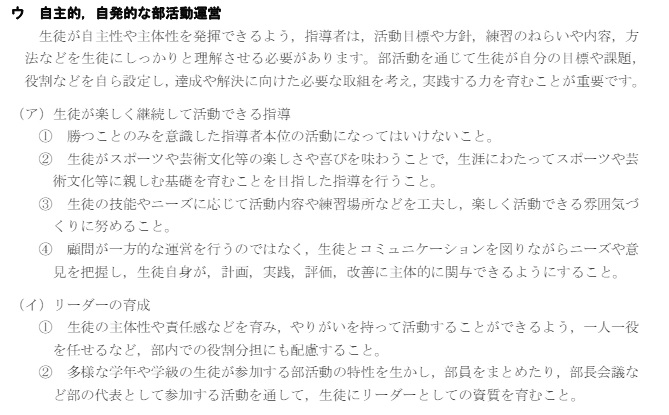 ウ　自主的，自発的な部活動運営
生徒が自主性や主体性を発揮できるよう，指導者は，活動目標や方針，練習のねらいや内容，方
法などを生徒にしっかりと理解させる必要があります。部活動を通じて生徒が自分の目標や課題，
役割などを自ら設定し，達成や解決に向けた必要な取組を考え，実践する力を育むことが重要です。
（ア）生徒が楽しく継続して活動できる指導
①　勝つことのみを意識した指導者本位の活動になってはいけないこと。
②　生徒がスポーツや芸術文化等の楽しさや喜びを味わうことで，生涯にわたってスポーツや芸
術文化等に親しむ基礎を育むことを目指した指導を行うこと。
③　生徒の技能やニーズに応じて活動内容や練習場所などを工夫し，楽しく活動できる雰囲気づ
くりに努めること。
④　顧問が一方的な運営を行うのではなく，生徒とコミュニケーションを図りながらニーズや意
見を把握し，生徒自身が，計画，実践，評価，改善に主体的に関与できるようにすること。
（イ）リーダーの育成
①　生徒の主体性や責任感などを育み，やりがいを持って活動することができるよう，一人一役
を任せるなど，部内での役割分担にも配慮すること。
②　多様な学年や学級の生徒が参加する部活動の特性を生かし，部員をまとめたり，部長会議な
ど部の代表として参加する活動を通して，生徒にリーダーとしての資質を育むこと。